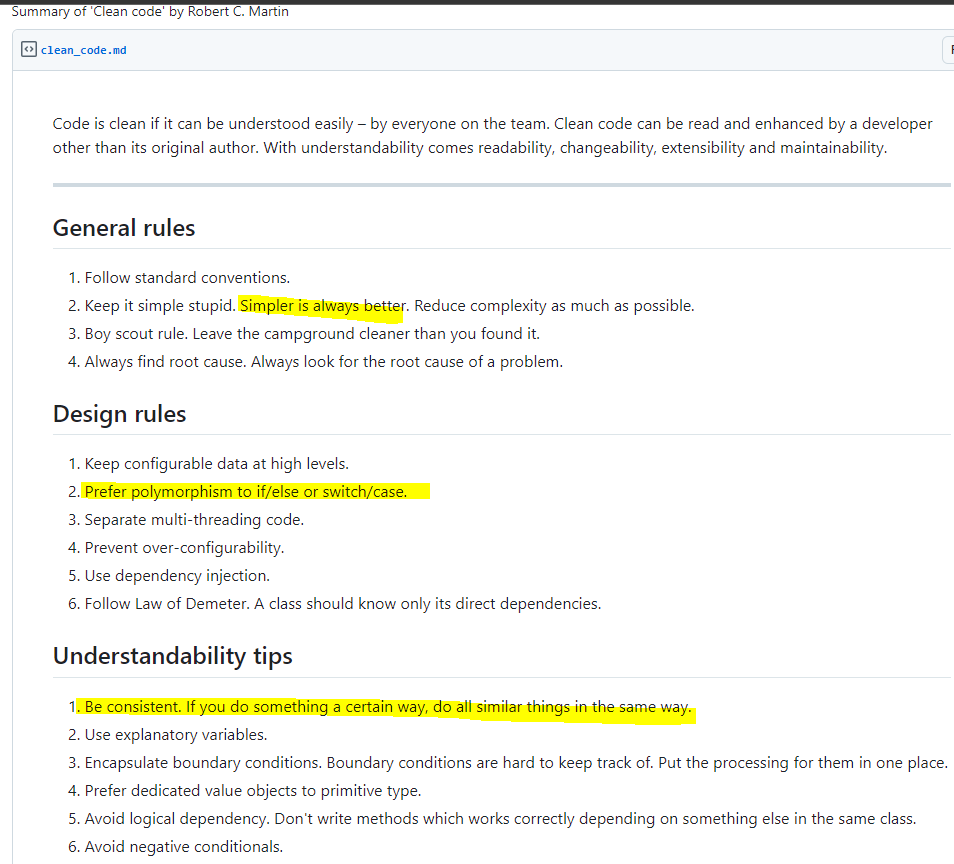 Summary of 'Clean code' by Robert C. Martin
clean_code.md
Code is clean if it can be understood easily – by everyone on the team. Clean code can be read and enhanced by a developer
other than its original author. With understandability comes readability, changeability, extensibility and maintainability.
General rules
1. Follow standard conventions.
2. Keep it simple stupid. Simpler is always better. Reduce complexity as much as possible.
3. Boy scout rule. Leave the campground cleaner than you found it.
4. Always find root cause. Always look for the root cause of a problem.
Design rules
1. Keep configurable data at high levels.
2. Prefer polymorphism to if/else or switch/case.
3. Separate multi-threading code.
4. Prevent over-configurability.
5. Use dependency injection.
6. Follow Law of Demeter. A class should know only its direct dependencies.
Understandability tips
1. Be consistent. If you do something a certain way, do all similar things in the same way.
2. Use explanatory variables.
3. Encapsulate boundary conditions. Boundary conditions are hard to keep track of. Put the processing for them in one place.
4. Prefer dedicated value objects to primitive type.
5. Avoid logical dependency. Don't write methods which works correctly depending on something else in the same class.
6. Avoid negative conditionals.